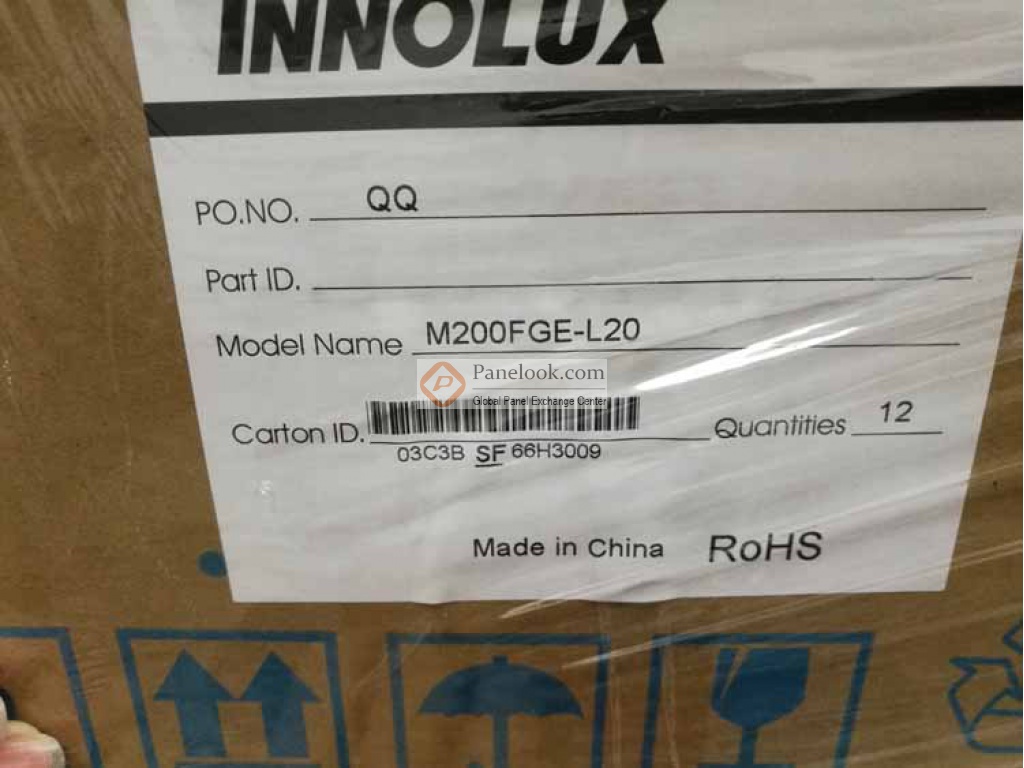 INNOLUX
PO.NO. QQ
Part ID.
Model Name M200FGE-L20
Panelook.com
Global Panel Exchange Center
Carton ID.
03C3B SF 66H3009
Quantities 12
Made in China RoHS